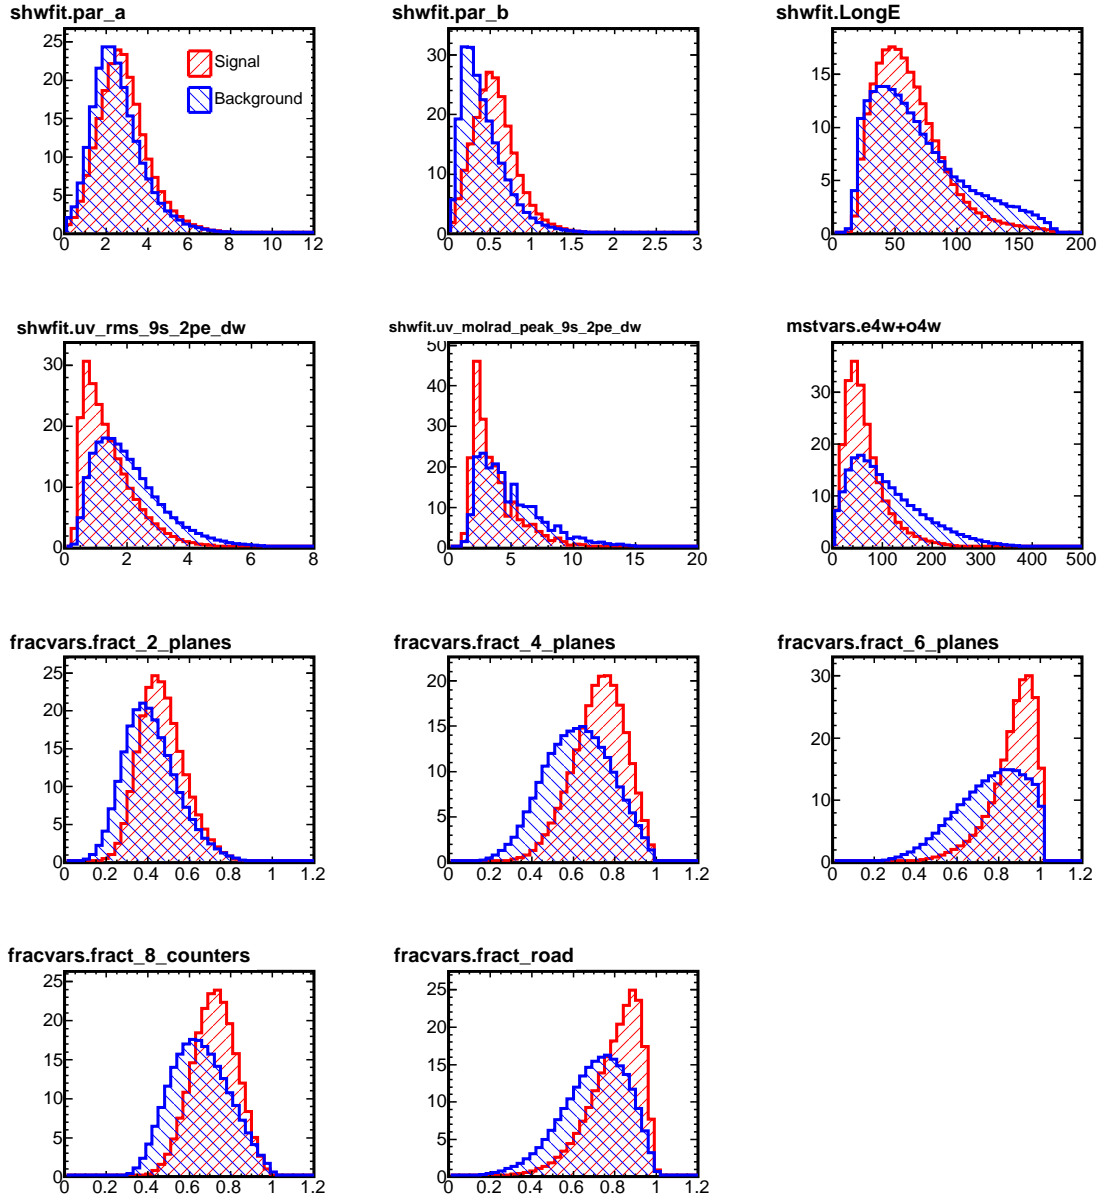 shwfit.par_a
shwfit.par_b
shwfit.LongE
25
20
15
10
5
0
0 2 4 6 8 10 12
Signal
Background
30
20
10
0
0 0.5 1 1.5 2 2.5 3
15
10
5
0
0 50 100 150 200
shwfit.uv_rms_9s_2pe_dw
shwfit.uv_molrad_peak_9s_2pe_dw
mstvars.e4w+o4w
30
20
10
0
0 2 4 6 8
50
40
30
20
10
0
0 5 10 15 20
30
20
10
0
0 100 200 300 400 500
fracvars.fract_2_planes
fracvars.fract_4_planes
fracvars.fract_6_planes
25
20
15
10
5
0
0 0.2 0.4 0.6 0.8 1 1.2
20
15
10
5
0
0 0.2 0.4 0.6 0.8 1 1.2
30
20
10
0
0 0.2 0.4 0.6 0.8 1 1.2
fracvars.fract_8_counters
fracvars.fract_road
25
20
15
10
5
0
0 0.2 0.4 0.6 0.8 1 1.2
25
20
15
10
5
0
0 0.2 0.4 0.6 0.8 1 1.2